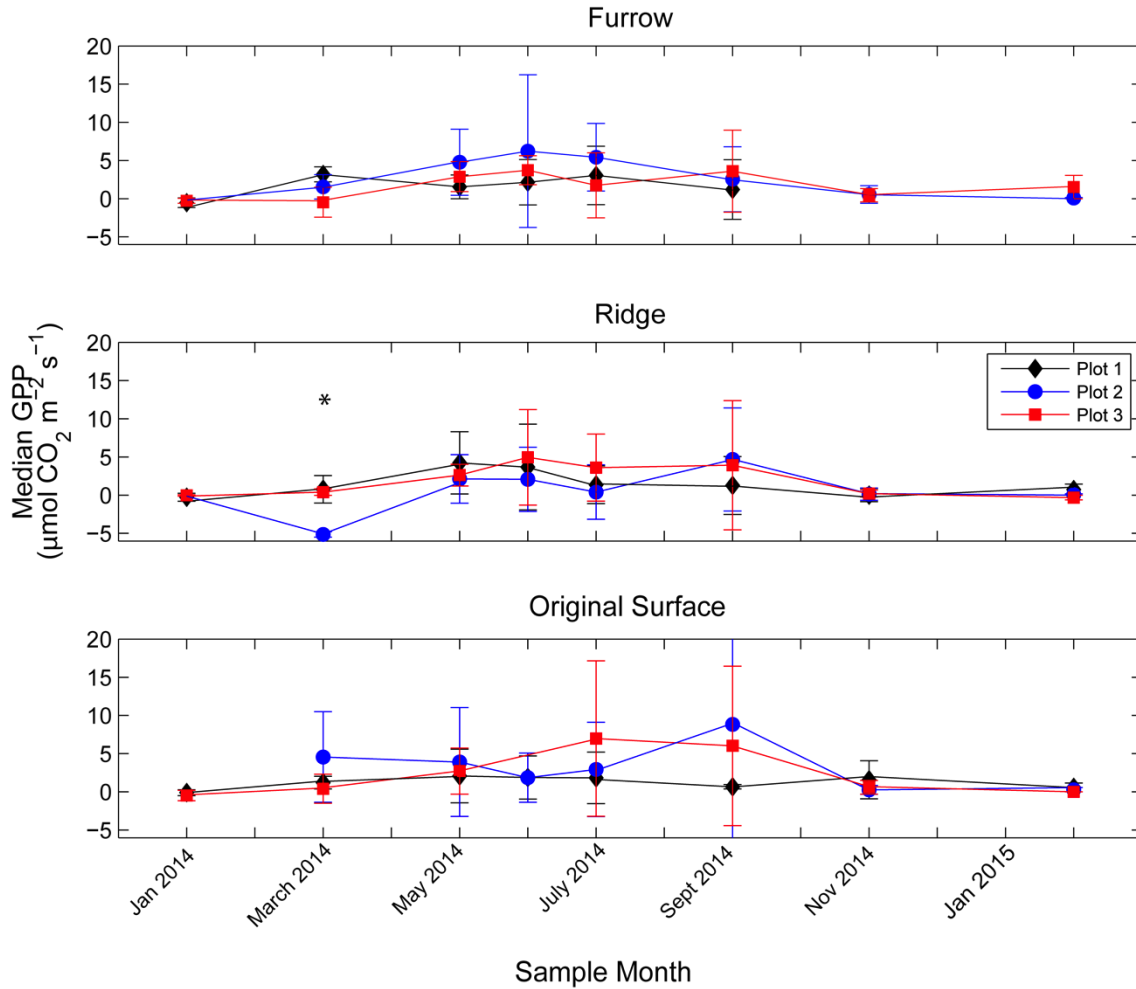 Furrow
20
15
10
5
0
−5
Ridge
20
15
10
5
0
−5
*
Plot 1
Plot 2
Plot 3
Median GPP
(µmol CO2 m−2 s−1)
Original Surface
20
15
10
5
0
−5
Jan 2014
March 2014
May 2014
July 2014
Sept 2014
Nov 2014
Jan 2015
Sample Month